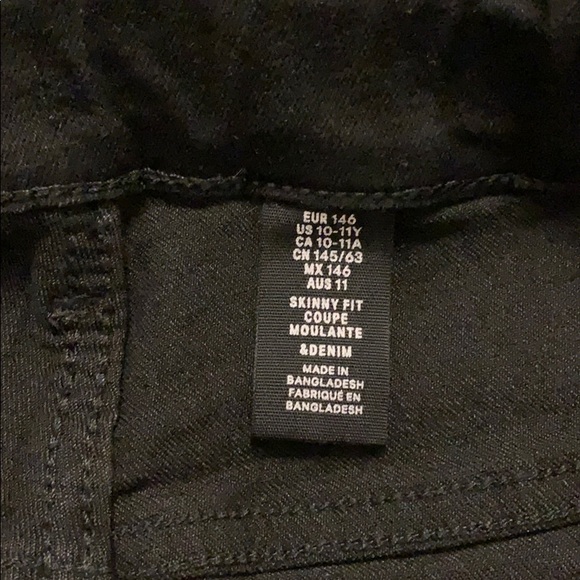 EUR 146
US 10-11Y
CA 10-11A
CN 145/63
MX 146
AUS 11
SKINNY FIT
COUPE
MOULANTE
&DENIM
MADE IN
BANGLADESH
FABRIQUÉ EN
BANGLADESH